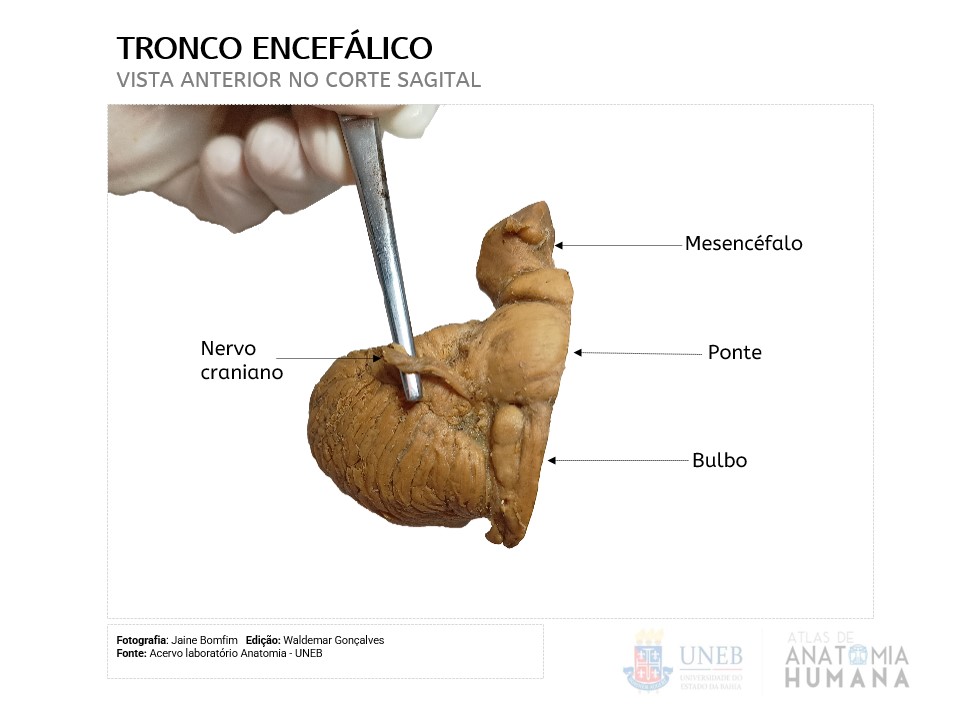 TRONCO ENCEFÁLICO
VISTA ANTERIOR NO CORTE SAGITAL
Mesencéfalo
Nervo
craniano
Ponte
Bulbo
Fotografia: Jaine Bomfim Edição: Waldemar Gonçalves
Fonte: Acervo laboratório Anatomia - UNEB
UNEB
UNIVERSIDADE DO
ESTADO DA BAHIA
ATLAS DE
ANATOMIA
HUMANA